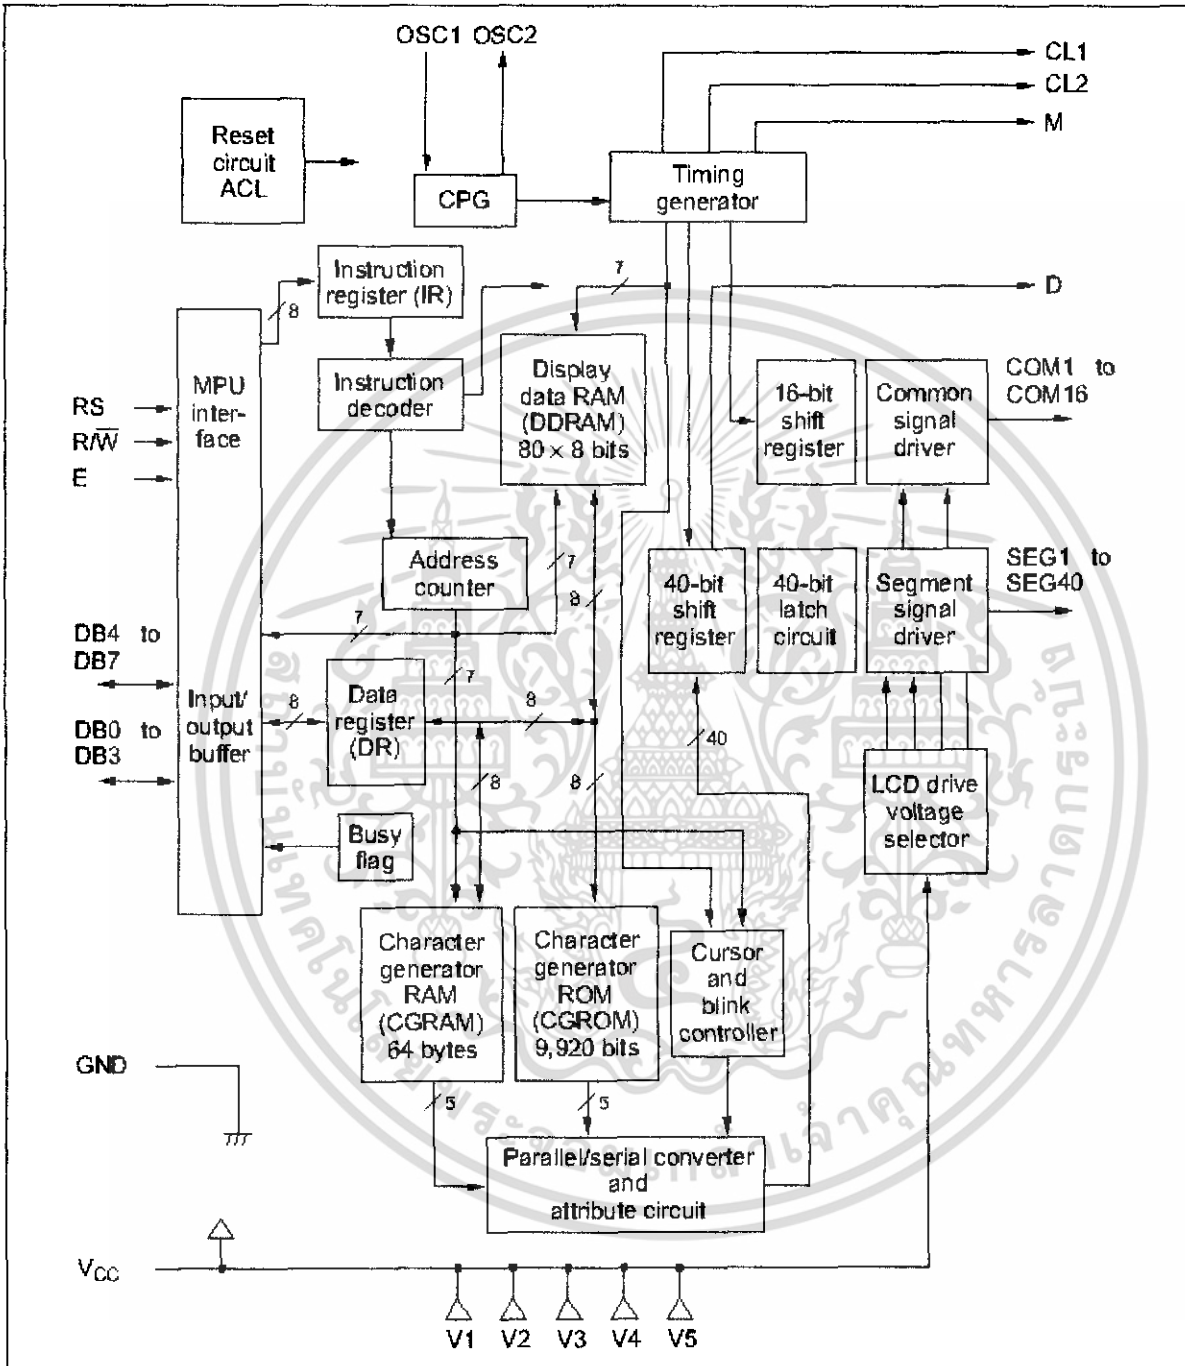 OSC1 OSC2
CL1
CL2
M
Reset
circuit
ACL
CPG
Timing
generator
Instruction
register (IR)
8
7
D
MPU
inter-
face
Instruction
decoder
Display
data RAM
(DDRAM)
80 × 8 bits
16-bit
shift
register
Common
signal
driver
COM1 to
COM16
RS
R/W̅
E
Address
counter
7
8
40-bit
shift
register
40-bit
latch
circuit
Segment
signal
driver
SEG1 to
SEG40
DB4 to
DB7
7
7
Input/
output
buffer
8
Data
register
(DR)
8
40
DB0 to
DB3
8
8
LCD drive
voltage
selector
Busy
flag
Character
generator
RAM
(CGRAM)
64 bytes
Character
generator
ROM
(CGROM)
9,920 bits
Cursor
and
blink
controller
GND
5
5
Parallel/serial converter
and
attribute circuit
VCC
V1 V2 V3 V4 V5